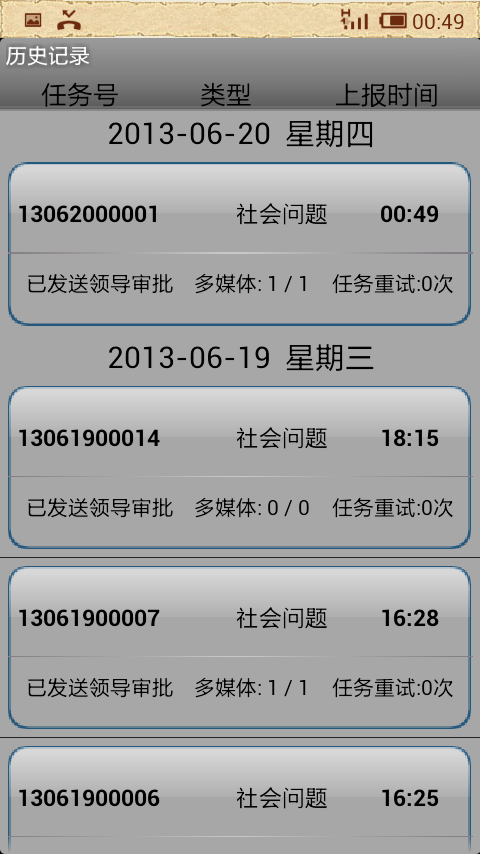 H 00:49
历史记录
任务号 类型 上报时间
2013-06-20 星期四
13062000001 社会问题 00:49
已发送领导审批 多媒体: 1 / 1 任务重试:0次
2013-06-19 星期三
13061900014 社会问题 18:15
已发送领导审批 多媒体: 0 / 0 任务重试:0次
13061900007 社会问题 16:28
已发送领导审批 多媒体: 1 / 1 任务重试:0次
13061900006 社会问题 16:25